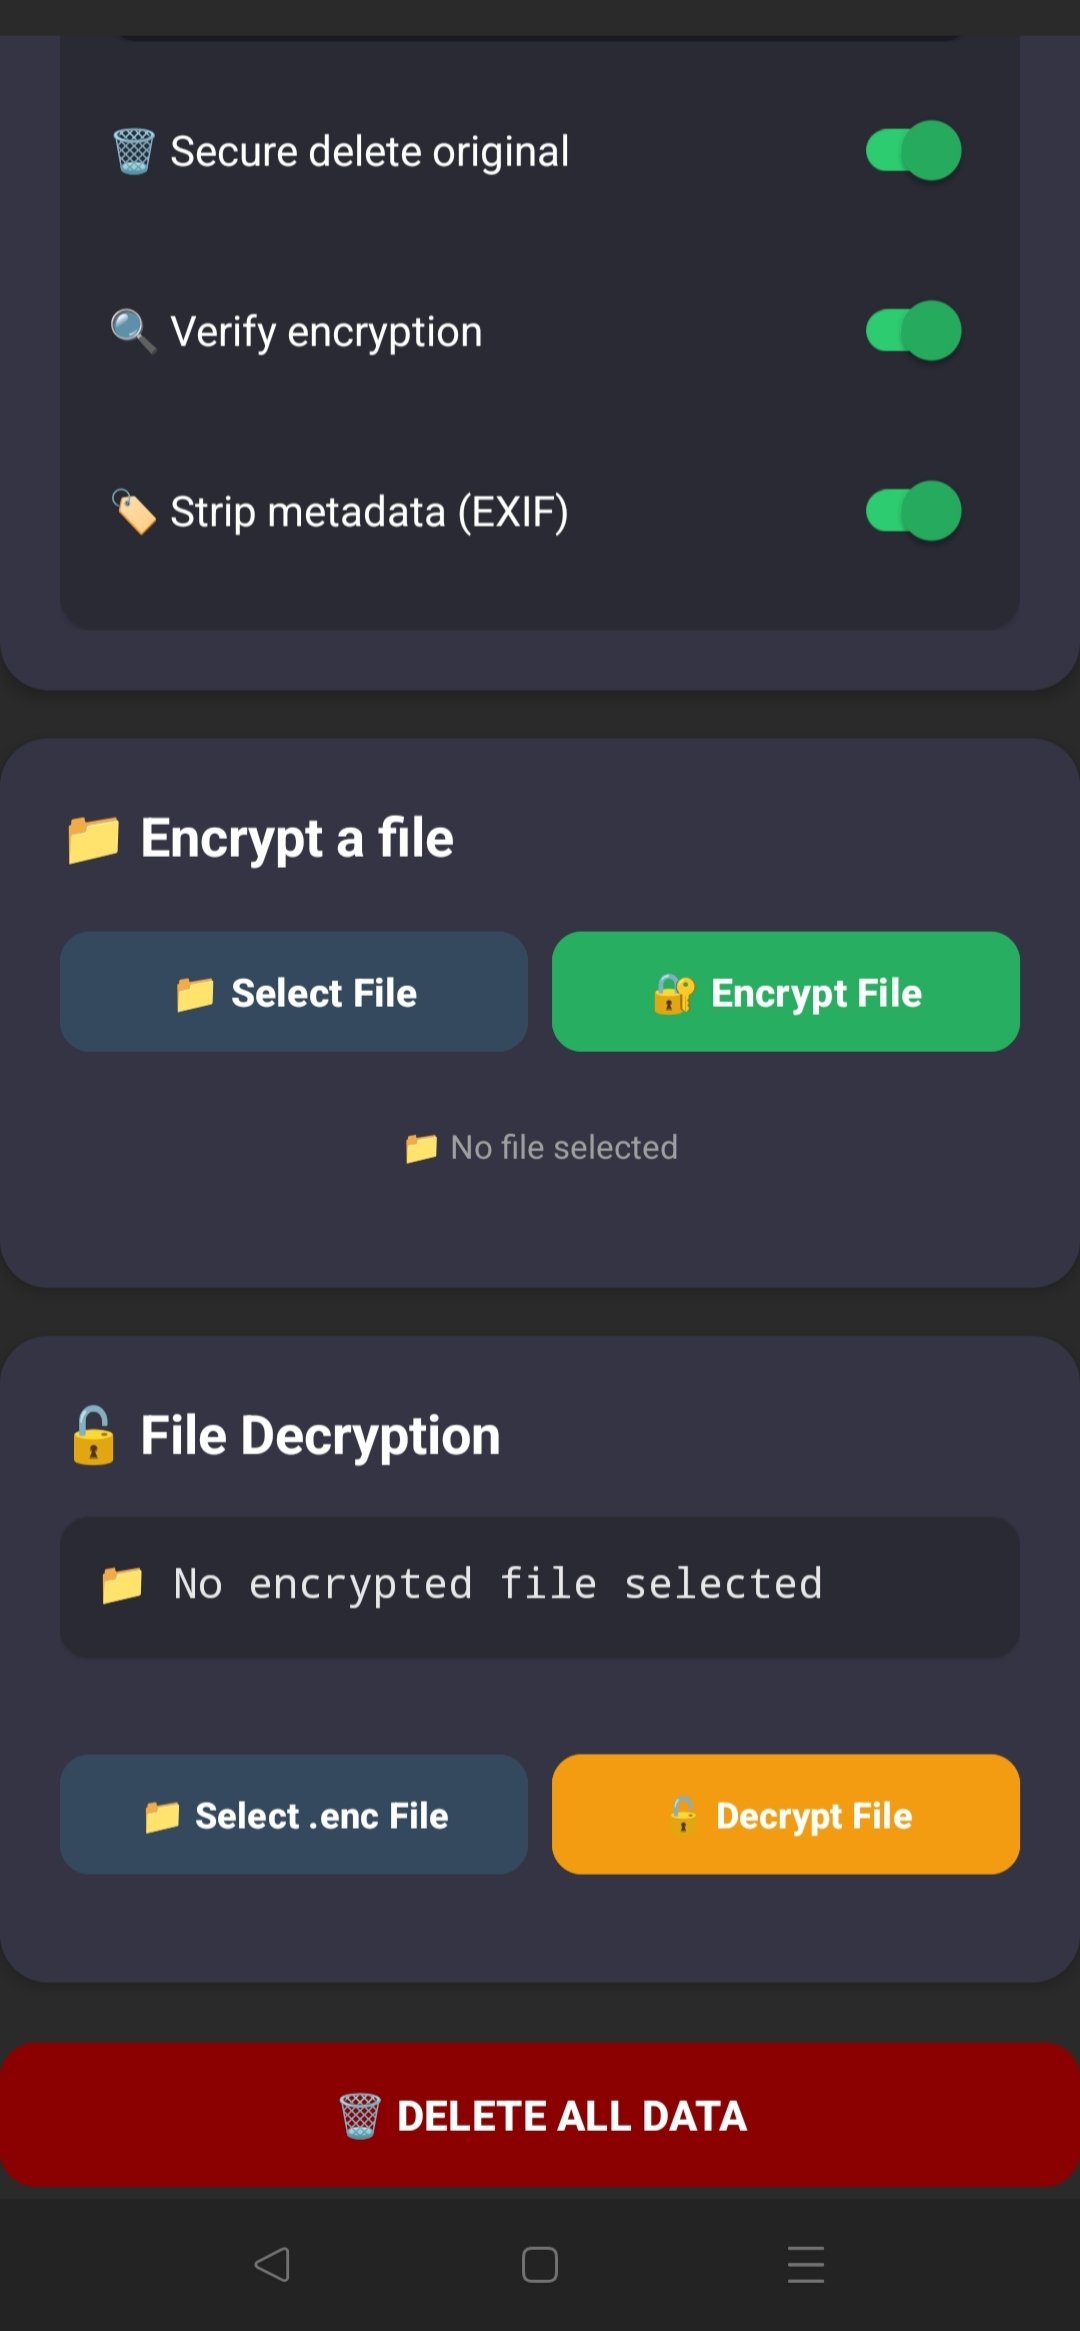 Secure delete original
Verify encryption
Strip metadata (EXIF)
Encrypt a file
Select File
Encrypt File
No file selected
File Decryption
No encrypted file selected
Select .enc File
Decrypt File
DELETE ALL DATA